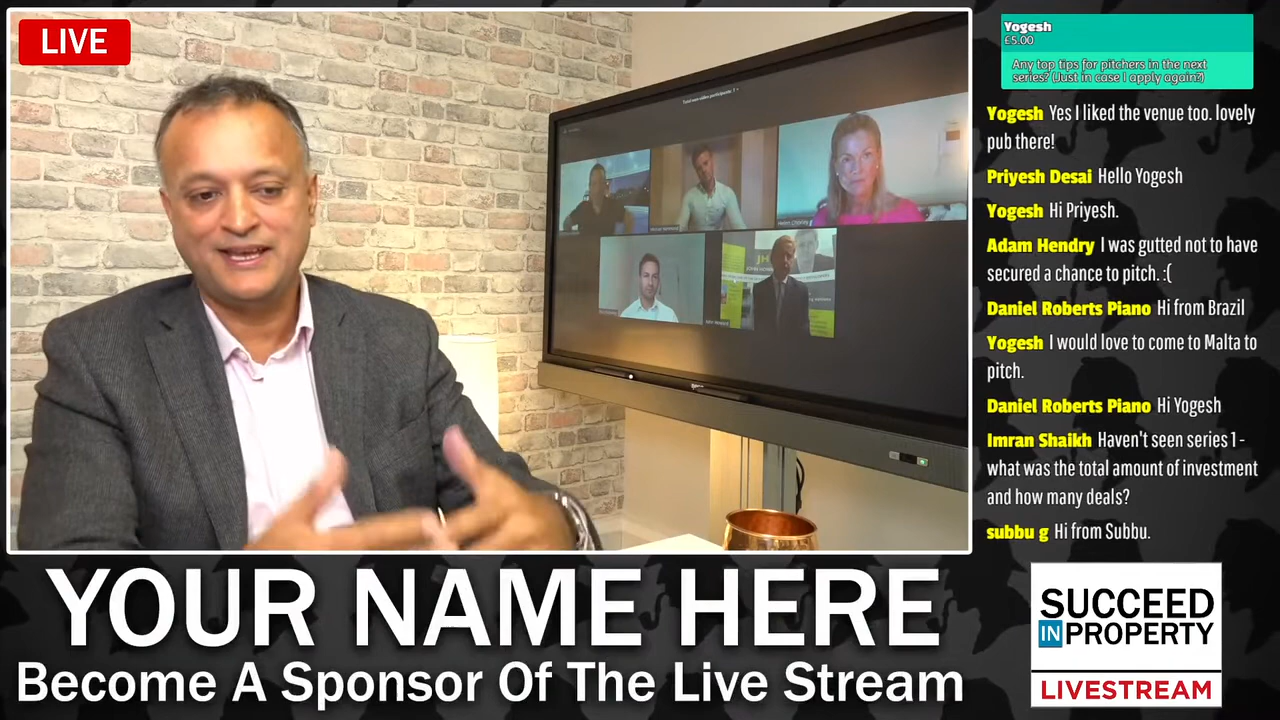 LIVE
JH
YOUR NAME HERE
Become A Sponsor Of The Live Stream
Yogesh
£5.00
Any top tips for pitchers in the next
series? (Just in case I apply again?)
Yogesh Yes I liked the venue too. lovely
pub there!
Priyesh Desai Hello Yogesh
Yogesh Hi Priyesh.
Adam Hendry I was gutted not to have
secured a chance to pitch. :(
Daniel Roberts Piano Hi from Brazil
Yogesh I would love to come to Malta to
pitch.
Daniel Roberts Piano Hi Yogesh
Imran Shaikh Haven't seen series 1 -
what was the total amount of investment
and how many deals?
subbu g Hi from Subbu.
SUCCEED
IN PROPERTY
LIVESTREAM